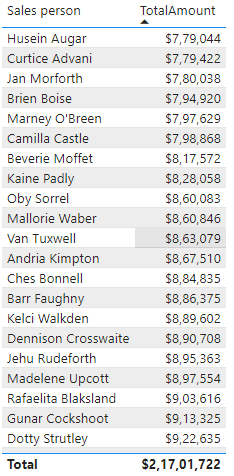 Sales person TotalAmount
Husein Augar $7,79,044
Curtice Advani $7,79,422
Jan Morforth $7,80,038
Brien Boise $7,94,920
Marney O'Breen $7,97,629
Camilla Castle $7,98,868
Beverie Moffet $8,17,572
Kaine Padly $8,28,058
Oby Sorrel $8,60,083
Mallorie Waber $8,60,846
Van Tuxwell $8,63,079
Andria Kimpton $8,67,510
Ches Bonnell $8,84,835
Barr Faughny $8,86,375
Kelci Walkden $8,89,602
Dennison Crosswaite $8,90,708
Jehu Rudeforth $8,95,363
Madelene Upcott $8,97,554
Rafaelita Blaksland $9,03,616
Gunar Cockshoot $9,13,325
Dotty Strutley $9,22,635
Total $2,17,01,722